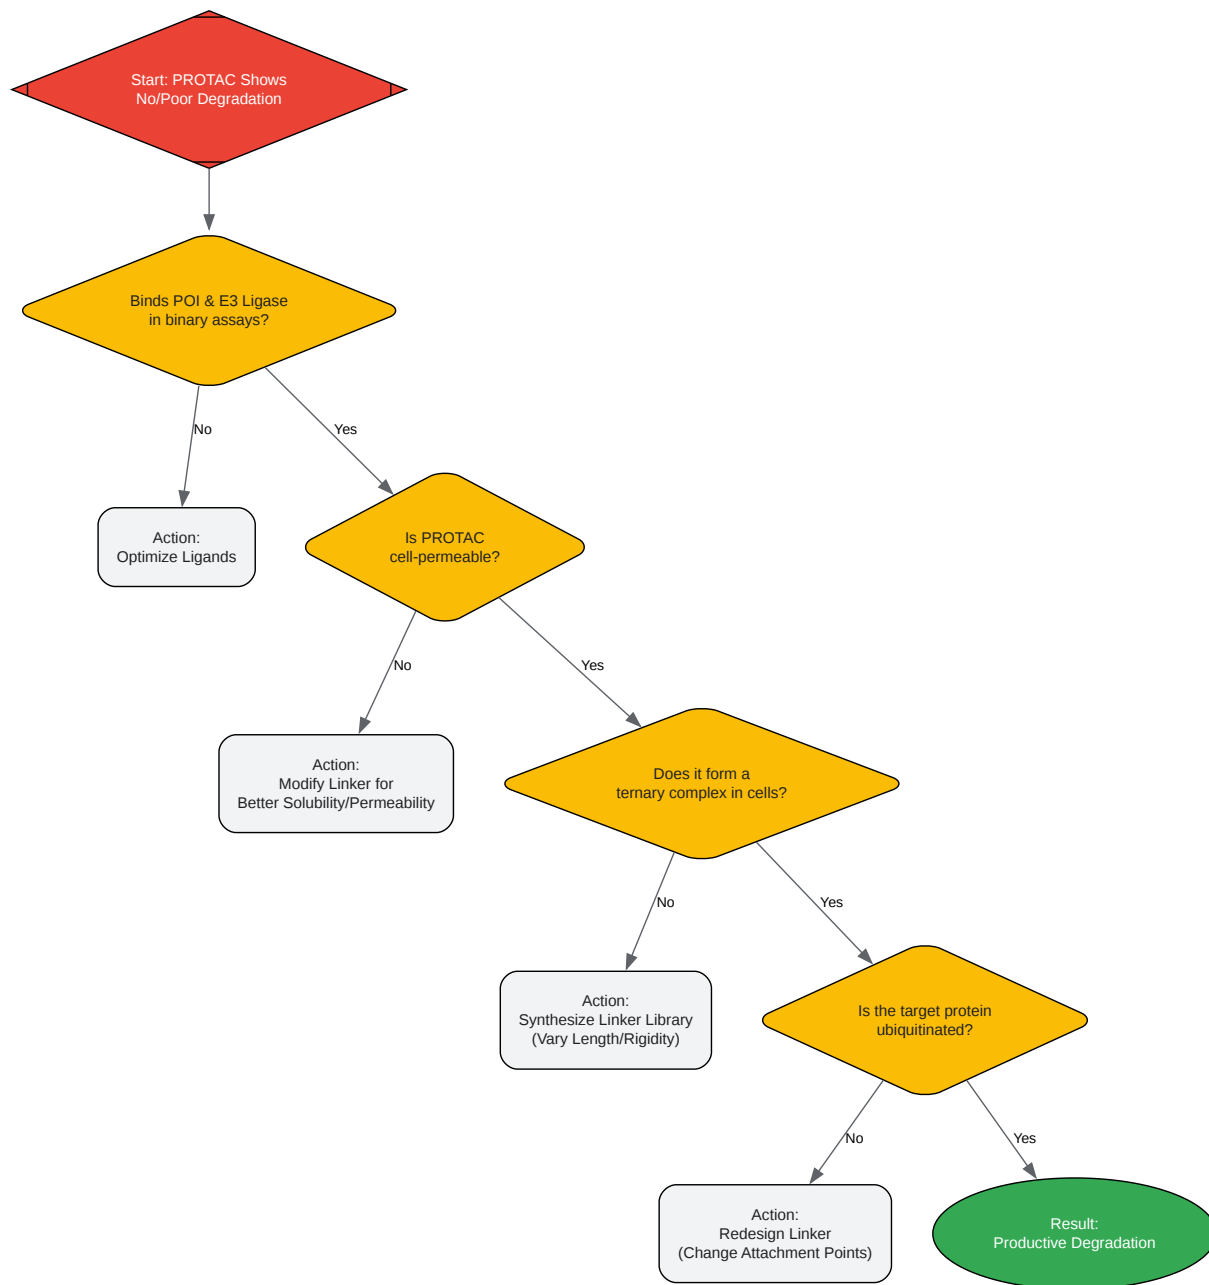 Start: PROTAC Shows
No/Poor Degradation
Binds POI & E3 Ligase
in binary assays?
No
Yes
Action:
Optimize Ligands
Is PROTAC
cell-permeable?
No
Yes
Action:
Modify Linker for
Better Solubility/Permeability
Does it form a
ternary complex in cells?
No
Yes
Action:
Synthesize Linker Library
(Vary Length/Rigidity)
Is the target protein
ubiquitinated?
No
Yes
Action:
Redesign Linker
(Change Attachment Points)
Result:
Productive Degradation